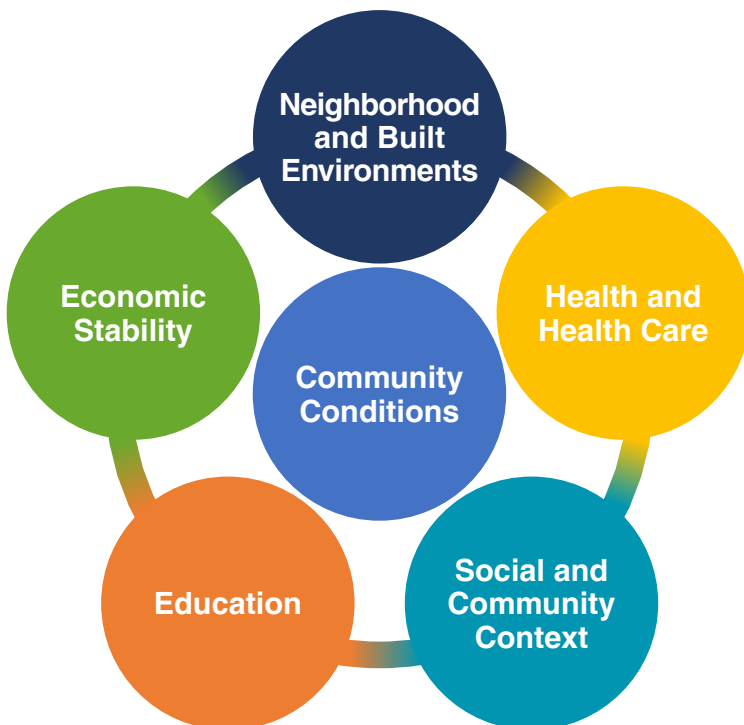 Neighborhood
and Built
Environments
Economic
Stability
Health and
Health Care
Community
Conditions
Education
Social and
Community
Context